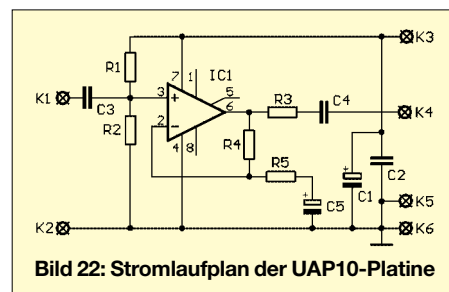 K3
R1
7
1
IC1
5
K1
C3
3
+
6
R3
C4
K4
R2
2
−
4
8
R4
R5
+
C5
+
C1
C2
K5
K2
K6
Bild 22: Stromlaufplan der UAP10-Platine